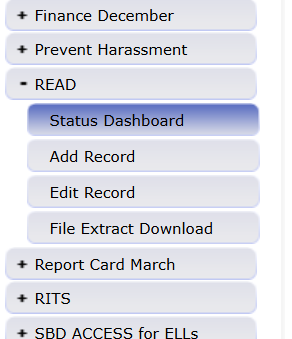 + Finance December
+ Prevent Harassment
- READ
Status Dashboard
Add Record
Edit Record
File Extract Download
+ Report Card March
+ RITS
+ SBD ACCESS for ELLs